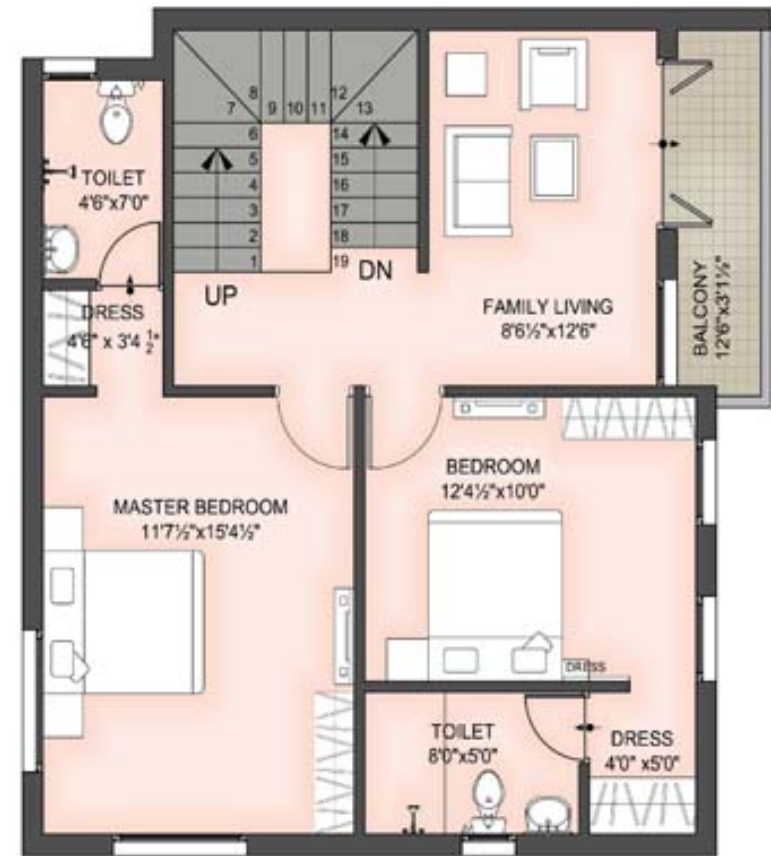 TOILET
4'6"x7'0"
7
8
9
10
11
12
13
6
5
4
3
2
1
14
15
16
17
18
19
UP
DN
FAMILY LIVING
8'6½"x12'6"
BALCONY
12'6"x3'1½"
DRESS
4'6" x 3'4 ½"
MASTER BEDROOM
11'7½"x15'4½"
BEDROOM
12'4½"x10'0"
DRESS
TOILET
8'0"x5'0"
DRESS
4'0" x5'0"